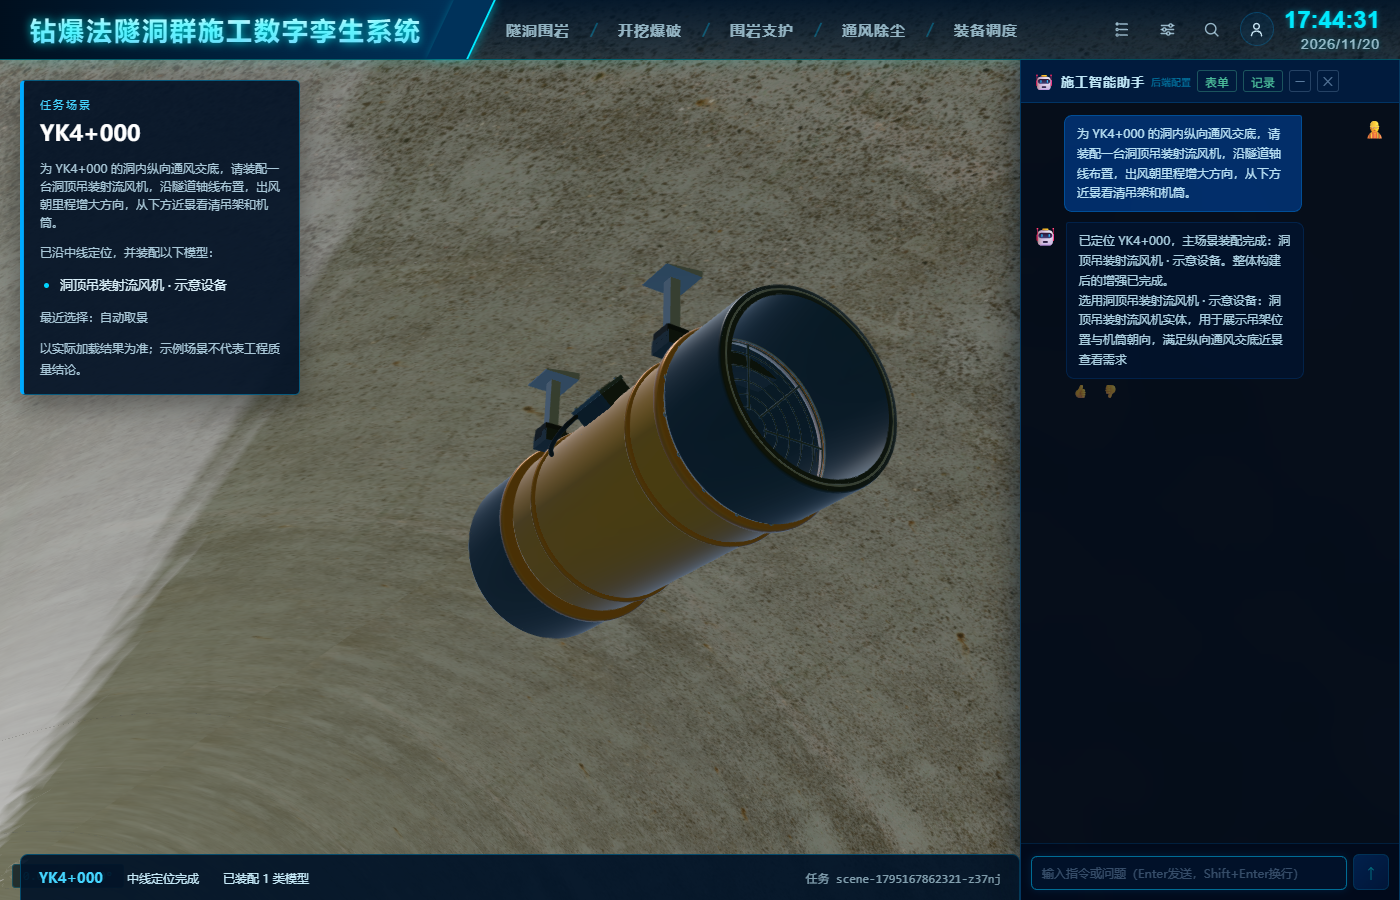 钻爆法隧洞群施工数字孪生系统
隧洞围岩 / 开挖爆破 / 围岩支护 / 通风除尘 / 装备调度
17:44:31
2026/11/20
任务场景
YK4+000
为 YK4+000 的洞内纵向通风交底，请装配一
台洞顶吊装射流风机，沿隧道轴线布置，出风
朝里程增大方向，从下方近景看清吊架和机
筒。
已沿中线定位，并装配以下模型：
洞顶吊装射流风机 · 示意设备
最近选择：自动取景
以实际加载结果为准；示例场景不代表工程质
量结论。
施工智能助手 后端配置 表单 记录
为 YK4+000 的洞内纵向通风交底，请
装配一台洞顶吊装射流风机，沿隧道轴
线布置，出风朝里程增大方向，从下方
近景看清吊架和机筒。
已定位 YK4+000，主场景装配完成：洞
顶吊装射流风机 · 示意设备。整体构建
后的增强已完成。
选用洞顶吊装射流风机 · 示意设备：洞
顶吊装射流风机实体，用于展示吊架位
置与机筒朝向，满足纵向通风交底近景
查看需求
输入指令或问题（Enter发送，Shift+Enter换行）
YK4+000 中线定位完成 已装配 1 类模型
任务 scene-1795167862321-z37nj